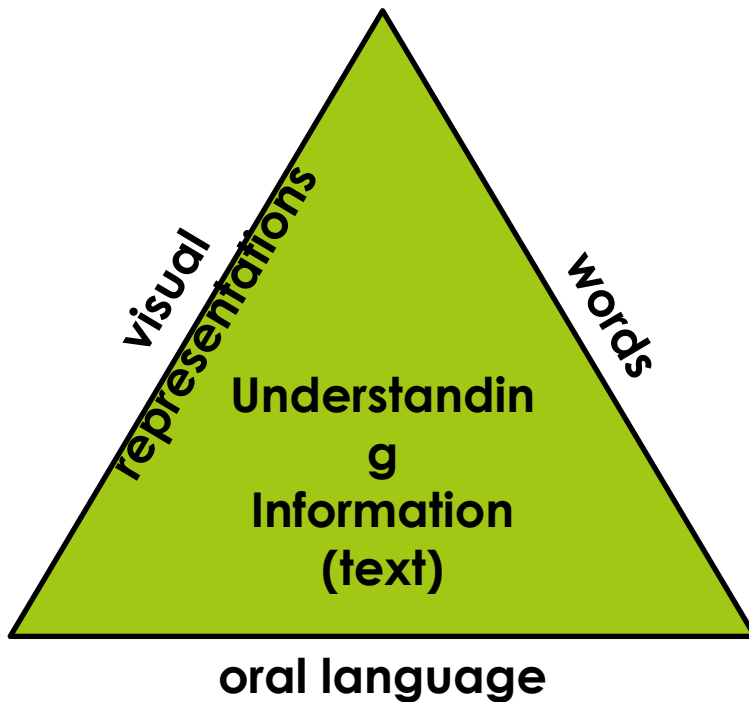 visual
representations
words
Understandin
g
Information
(text)
oral language